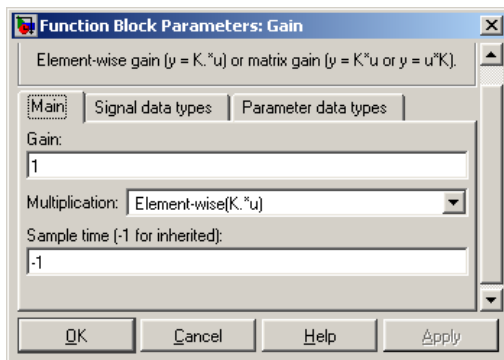 Function Block Parameters: Gain
Element-wise gain (y = K.*u) or matrix gain (y = K*u or y = u*K).
Main Signal data types Parameter data types
Gain:
1
Multiplication: Element-wise(K.*u)
Sample time (-1 for inherited):
-1
OK Cancel Help Apply